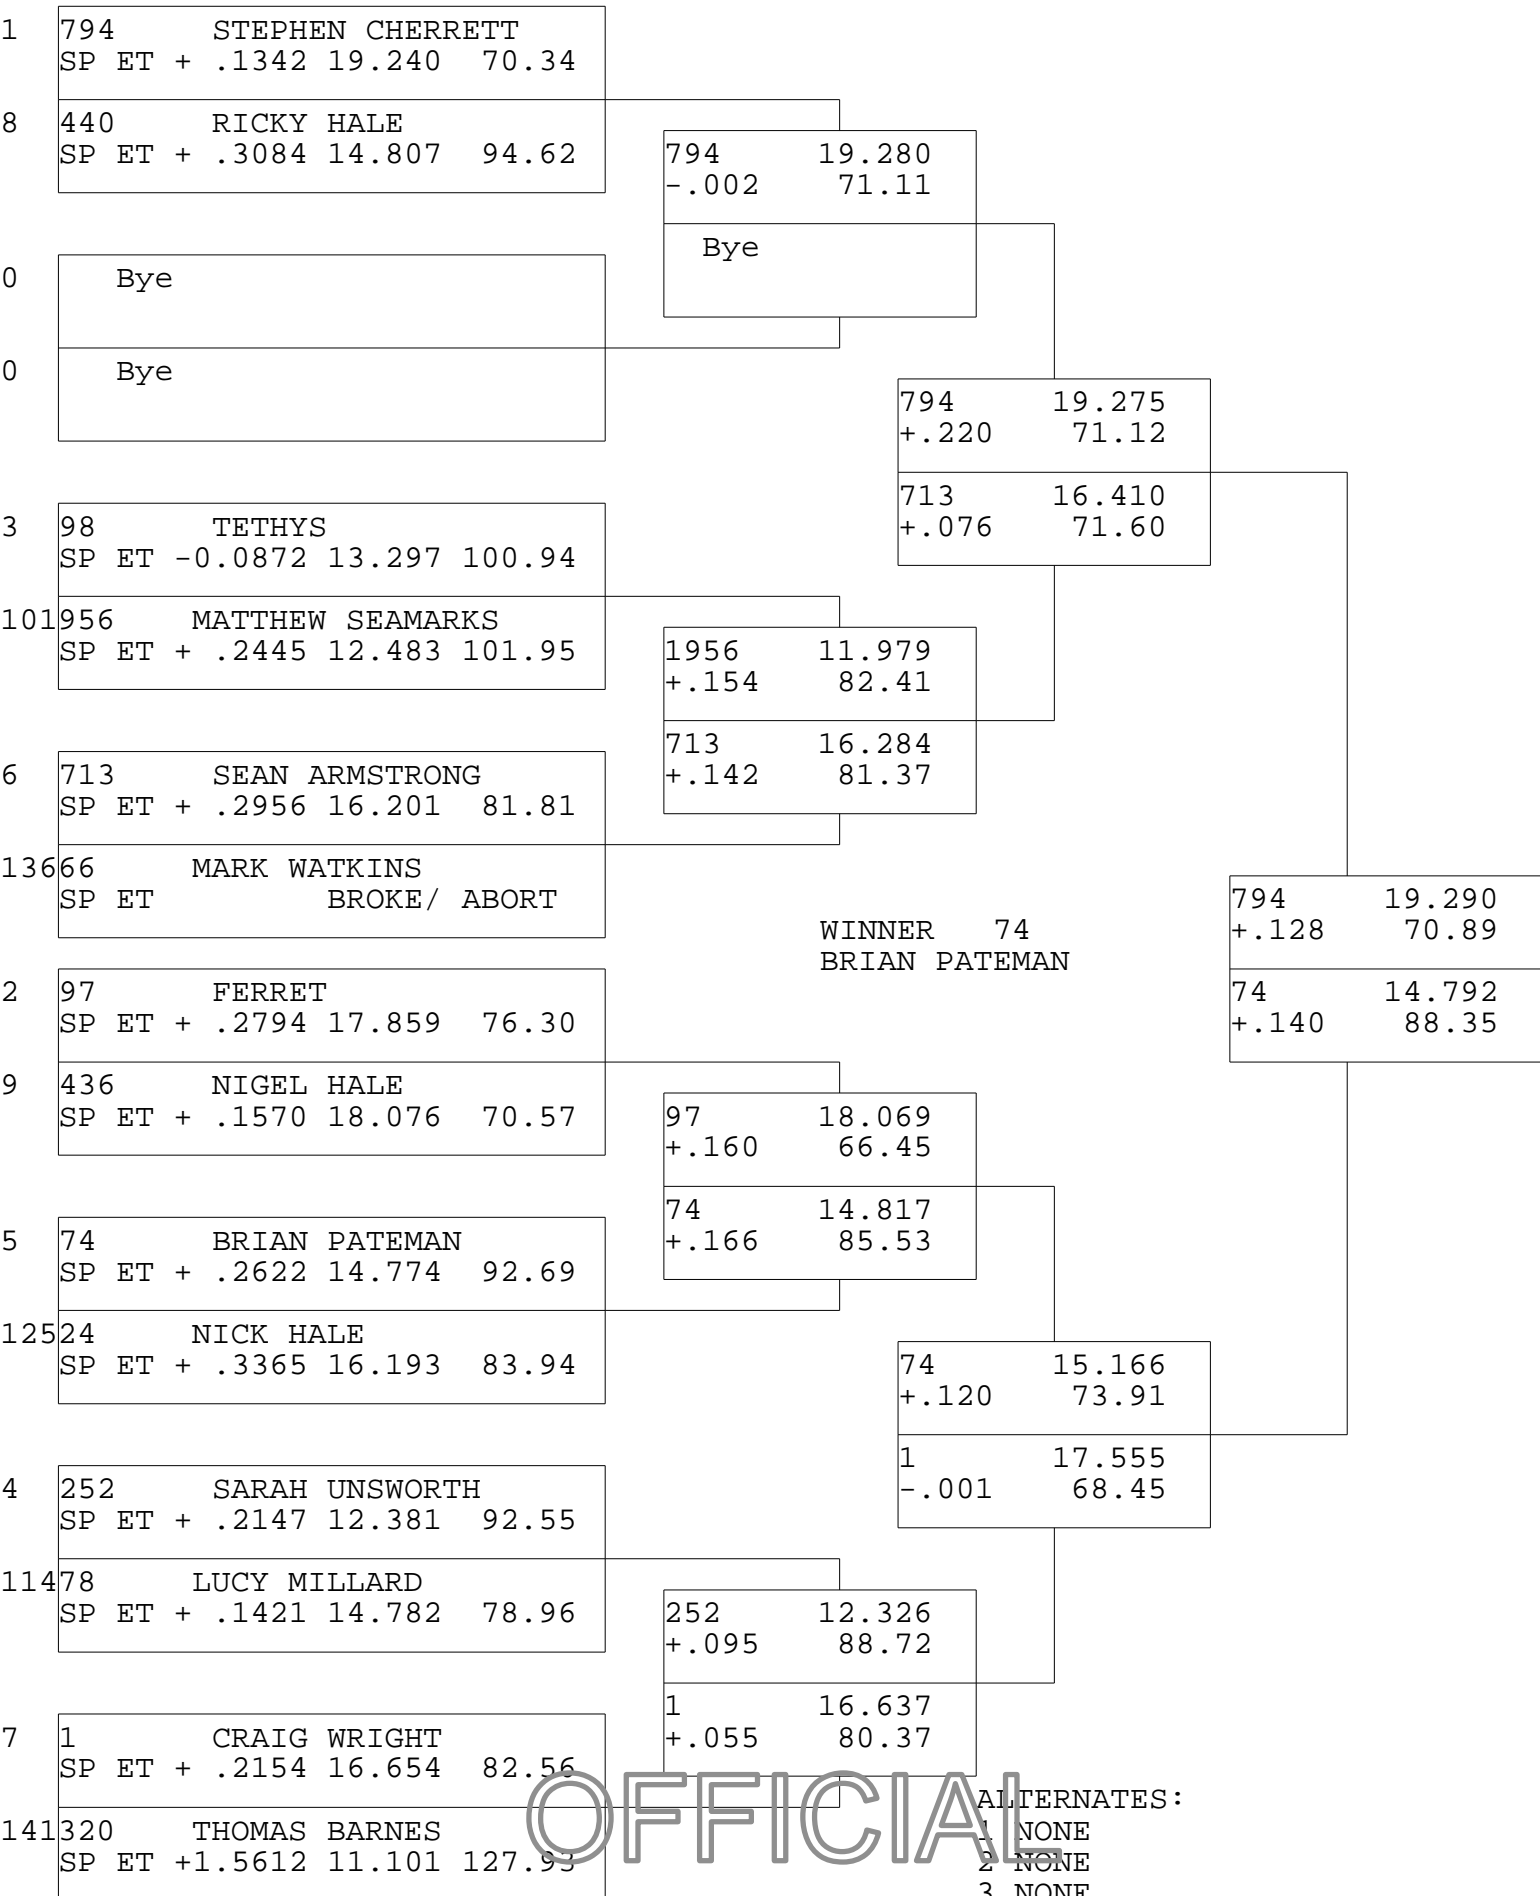 1 794 STEPHEN CHERRETT
SP ET + .1342 19.240 70.34
8 440 RICKY HALE
SP ET + .3084 14.807 94.62
0 Bye
0 Bye
3 98 TETHYS
SP ET -0.0872 13.297 100.94
101956 MATTHEW SEAMARKS
SP ET + .2445 12.483 101.95
6 713 SEAN ARMSTRONG
SP ET + .2956 16.201 81.81
13666 MARK WATKINS
SP ET BROKE/ ABORT
2 97 FERRET
SP ET + .2794 17.859 76.30
9 436 NIGEL HALE
SP ET + .1570 18.076 70.57
5 74 BRIAN PATEMAN
SP ET + .2622 14.774 92.69
12524 NICK HALE
SP ET + .3365 16.193 83.94
4 252 SARAH UNSWORTH
SP ET + .2147 12.381 92.55
11478 LUCY MILLARD
SP ET + .1421 14.782 78.96
7 1 CRAIG WRIGHT
SP ET + .2154 16.654 82.56
141320 THOMAS BARNES
SP ET +1.5612 11.101 127.93
794 19.280
-.002 71.11
Bye
1956 11.979
+.154 82.41
713 16.284
+.142 81.37
97 18.069
+.160 66.45
74 14.817
+.166 85.53
252 12.326
+.095 88.72
1 16.637
+.055 80.37
794 19.275
+.220 71.12
713 16.410
+.076 71.60
74 15.166
+.120 73.91
1 17.555
-.001 68.45
WINNER 74
BRIAN PATEMAN
794 19.290
+.128 70.89
74 14.792
+.140 88.35
OFFICIAL
ALTERNATES:
1 NONE
2 NONE
3 NONE